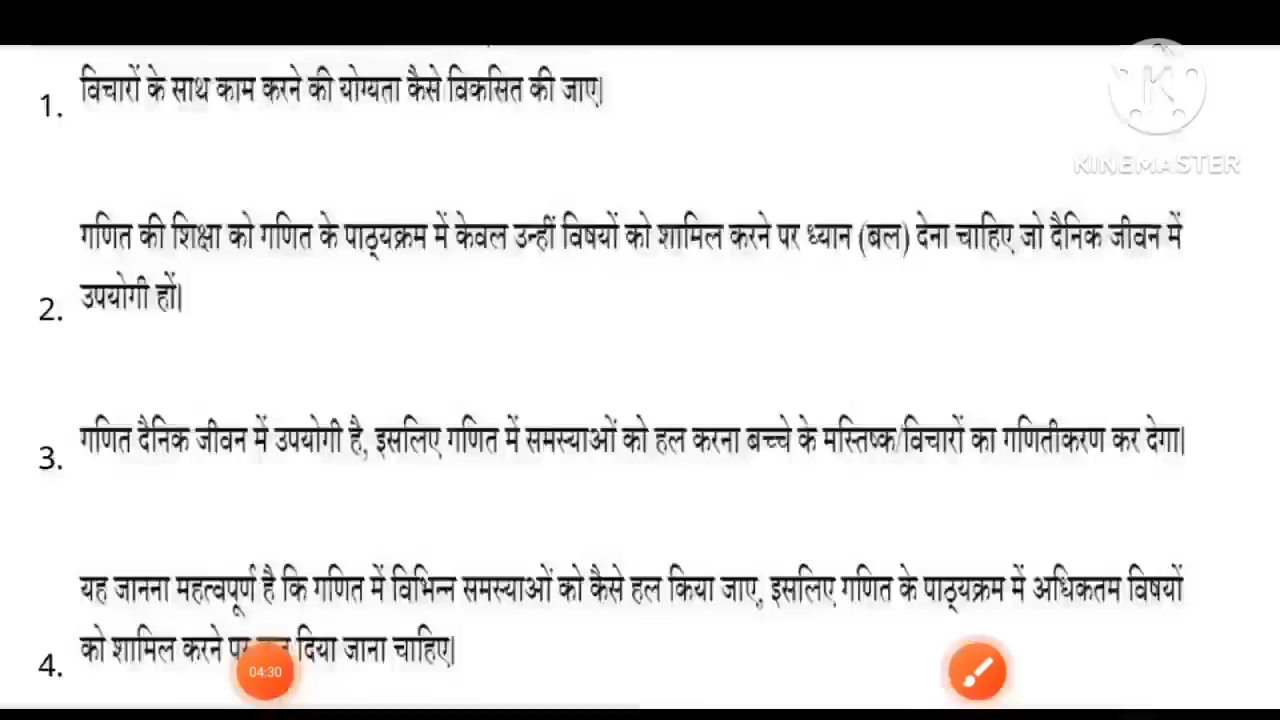 विचारों के साथ काम करने की योग्यता कैसे विकसित की जाए|
1.
KINEMASTER
गणित की शिक्षा को गणित के पाठ्यक्रम में केवल उन्हीं विषयों को शामिल करने पर ध्यान (बल) देना चाहिए जो दैनिक जीवन में
उपयोगी हों|
2.
गणित दैनिक जीवन में उपयोगी है, इसलिए गणित में समस्याओं को हल करना बच्चे के मस्तिष्क/विचारों का गणितीकरण कर देगा|
3.
यह जानना महत्वपूर्ण है कि गणित में विभिन्न समस्याओं को कैसे हल किया जाए, इसलिए गणित के पाठ्यक्रम में अधिकतम विषयों
को शामिल करने पर दिया जाना चाहिए|
4.
04:30